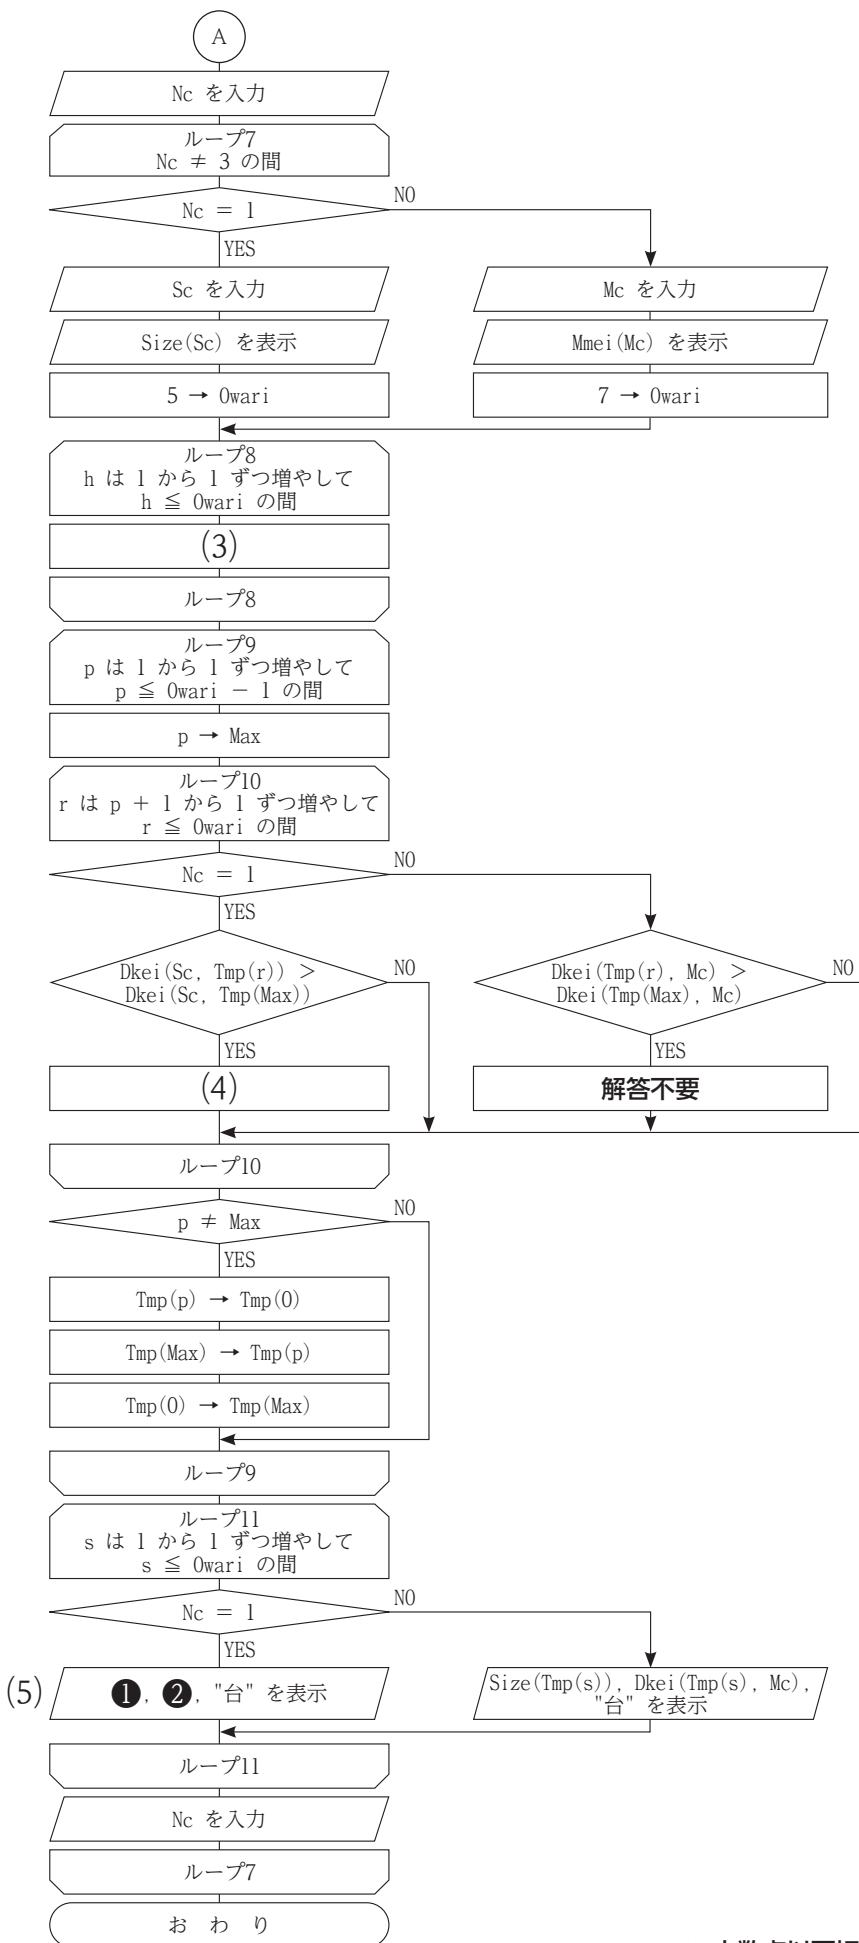 A
Nc を入力
ループ7
Nc ≠ 3 の間
Nc = 1
NO
YES
Sc を入力
Mc を入力
Size(Sc) を表示
Mmei(Mc) を表示
5 → Owari
7 → Owari
ループ8
h は 1 から 1 ずつ増やして
h ≦ Owari の間
(3)
ループ8
ループ9
p は 1 から 1 ずつ増やして
p ≦ Owari − 1 の間
p → Max
ループ10
r は p + 1 から 1 ずつ増やして
r ≦ Owari の間
Nc = 1
NO
YES
Dkei(Sc, Tmp(r)) >
Dkei(Sc, Tmp(Max))
NO
Dkei(Tmp(r), Mc) >
Dkei(Tmp(Max), Mc)
NO
YES
YES
(4)
解答不要
ループ10
p ≠ Max
NO
YES
Tmp(p) → Tmp(0)
Tmp(Max) → Tmp(p)
Tmp(0) → Tmp(Max)
ループ9
ループ11
s は 1 から 1 ずつ増やして
s ≦ Owari の間
Nc = 1
NO
YES
(5)
❶, ❷, "台" を表示
Size(Tmp(s)), Dkei(Tmp(s), Mc),
"台" を表示
ループ11
Nc を入力
ループ7
おわり